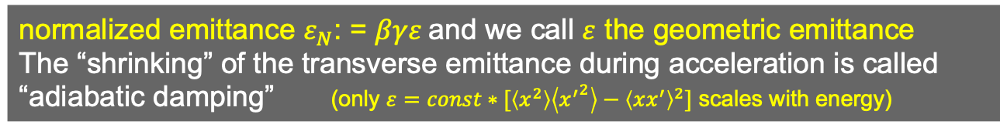 normalized emittance 𝜀𝑁: = 𝛽𝛾𝜀 and we call 𝜀 the geometric emittance
The “shrinking” of the transverse emittance during acceleration is called
“adiabatic damping” (only 𝜀 = 𝑐𝑜𝑛𝑠𝑡 ∗ [⟨𝑥²⟩⟨𝑥′²⟩ − ⟨𝑥𝑥′⟩²] scales with energy)